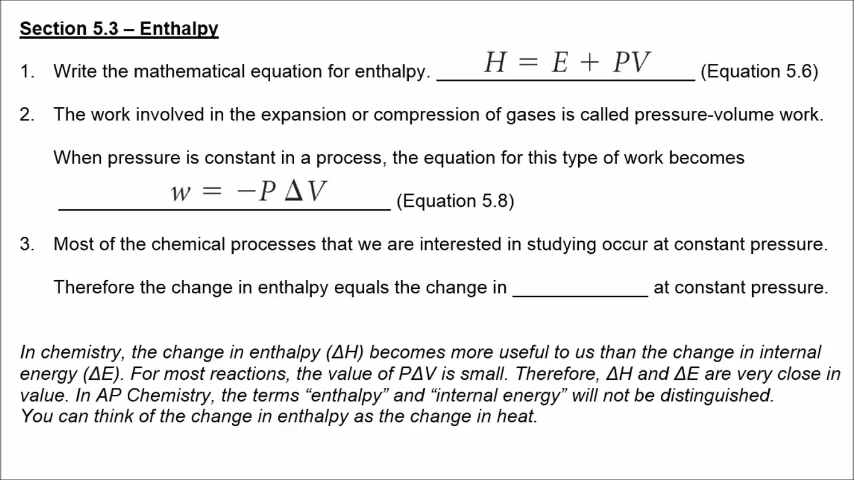 Section 5.3 – Enthalpy
1. Write the mathematical equation for enthalpy. H = E + PV (Equation 5.6)
2. The work involved in the expansion or compression of gases is called pressure-volume work.
When pressure is constant in a process, the equation for this type of work becomes
w = −P ΔV (Equation 5.8)
3. Most of the chemical processes that we are interested in studying occur at constant pressure.
Therefore the change in enthalpy equals the change in ____________ at constant pressure.
In chemistry, the change in enthalpy (ΔH) becomes more useful to us than the change in internal
energy (ΔE). For most reactions, the value of PΔV is small. Therefore, ΔH and ΔE are very close in
value. In AP Chemistry, the terms “enthalpy” and “internal energy” will not be distinguished.
You can think of the change in enthalpy as the change in heat.